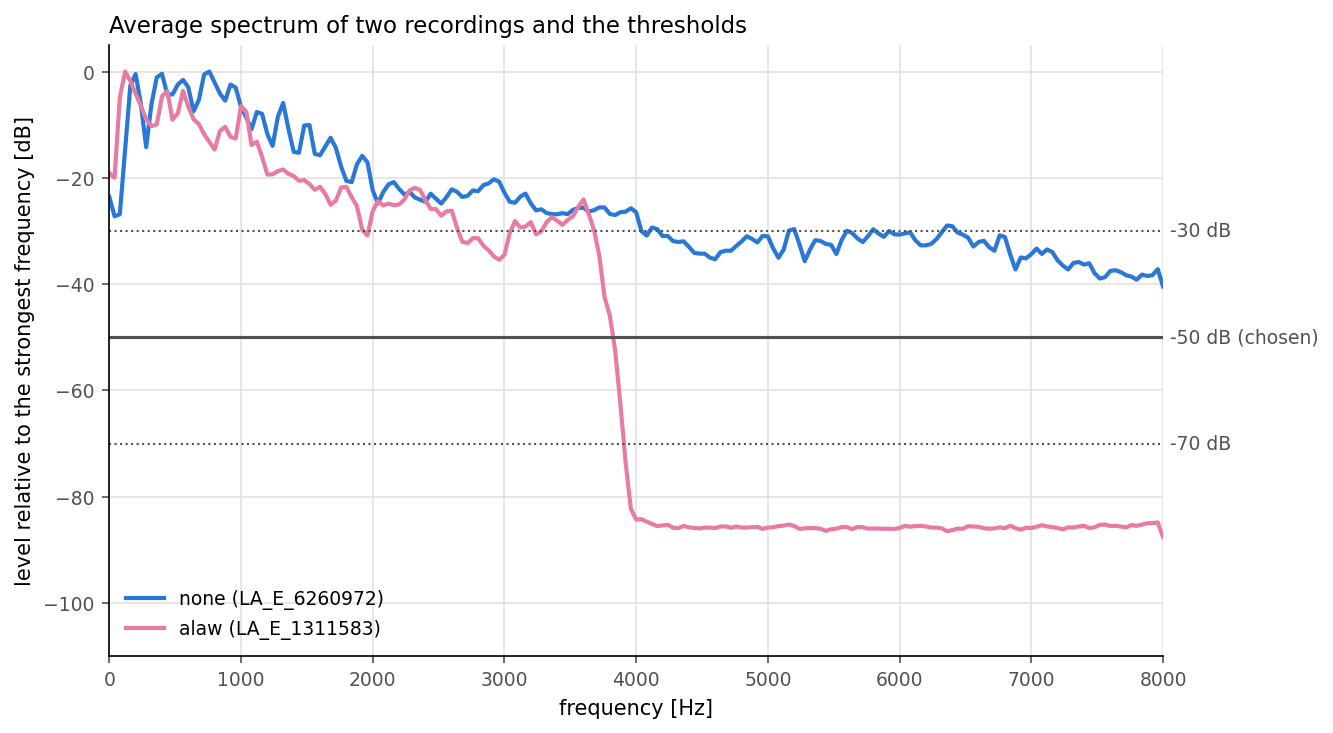 Average spectrum of two recordings and the thresholds
level relative to the strongest frequency [dB]
0
−20
−40
−60
−80
−100
-30 dB
-50 dB (chosen)
-70 dB
none (LA_E_6260972)
alaw (LA_E_1311583)
0 1000 2000 3000 4000 5000 6000 7000 8000
frequency [Hz]